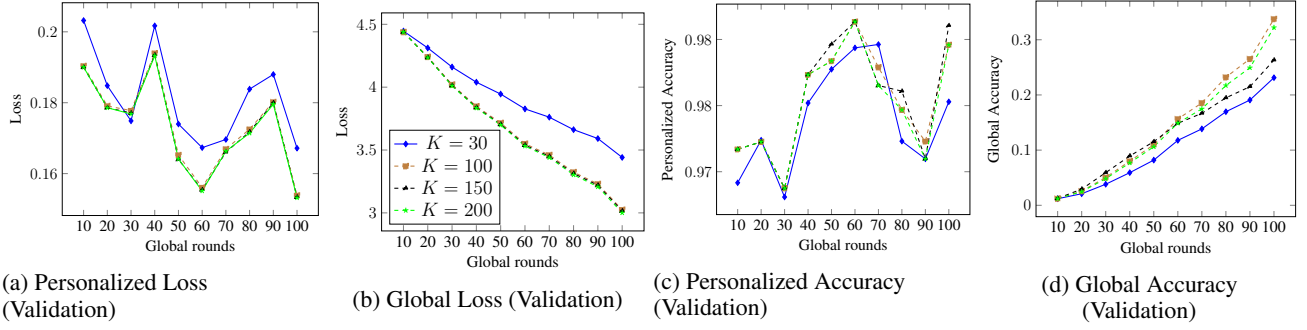 0.2
0.18
0.16
Loss
10 20 30 40 50 60 70 80 90 100
Global rounds
(a) Personalized Loss
(Validation)
4.5
4
3.5
3
Loss
K = 30
K = 100
K = 150
K = 200
10 20 30 40 50 60 70 80 90 100
Global rounds
(b) Global Loss (Validation)
0.98
0.98
0.97
Personalized Accuracy
10 20 30 40 50 60 70 80 90 100
Global rounds
(c) Personalized Accuracy
(Validation)
0.3
0.2
0.1
0
Global Accuracy
10 20 30 40 50 60 70 80 90 100
Global rounds
(d) Global Accuracy
(Validation)